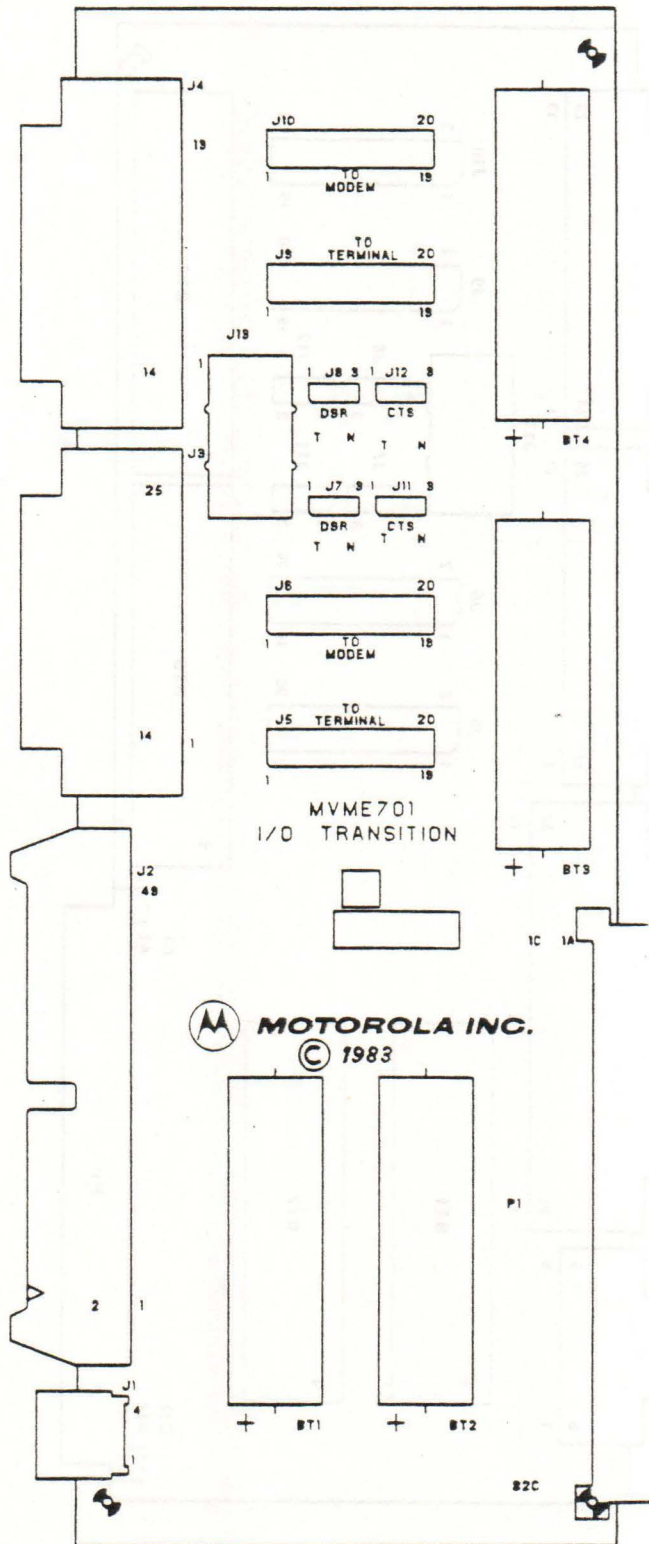 J4
J10 20
13
1 19
TO
MODEM
TO
TERMINAL
J9 20
1 19
J13
1
14
1 J8 3 1 J12 3
DSR CTS
T N T N
BT4
J3
25
1 J7 3 1 J11 3
DSR CTS
T N T N
J6 20
1 19
TO
MODEM
TO
TERMINAL
J5 20
14 1
1 19
MVME701
I/O TRANSITION
BT3
J2
49
1C 1A
MOTOROLA INC.
© 1983
P1
2 1
J1
4
1
BT1 BT2
32C